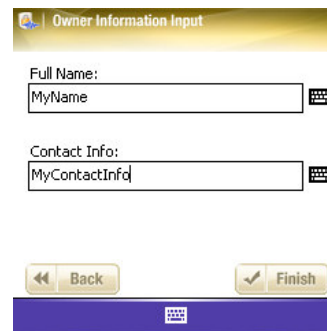 Owner Information Input
Full Name:
MyName
Contact Info:
MyContactInfo
Back
Finish